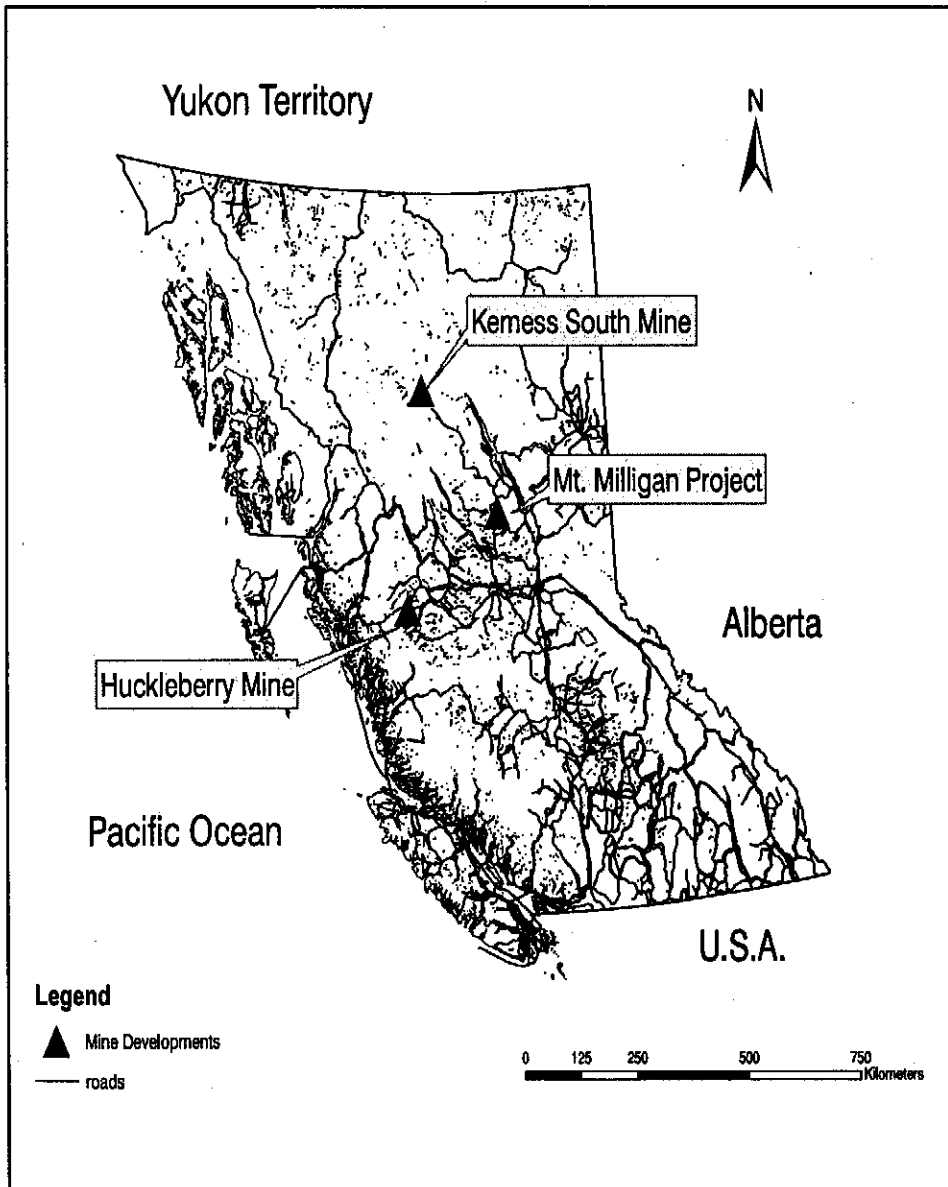 Yukon Territory
N
Kemess South Mine
Mt. Milligan Project
Alberta
Huckleberry Mine
Pacific Ocean
U.S.A.
Legend
Mine Developments
roads
0 125 250 500 750
Kilometers